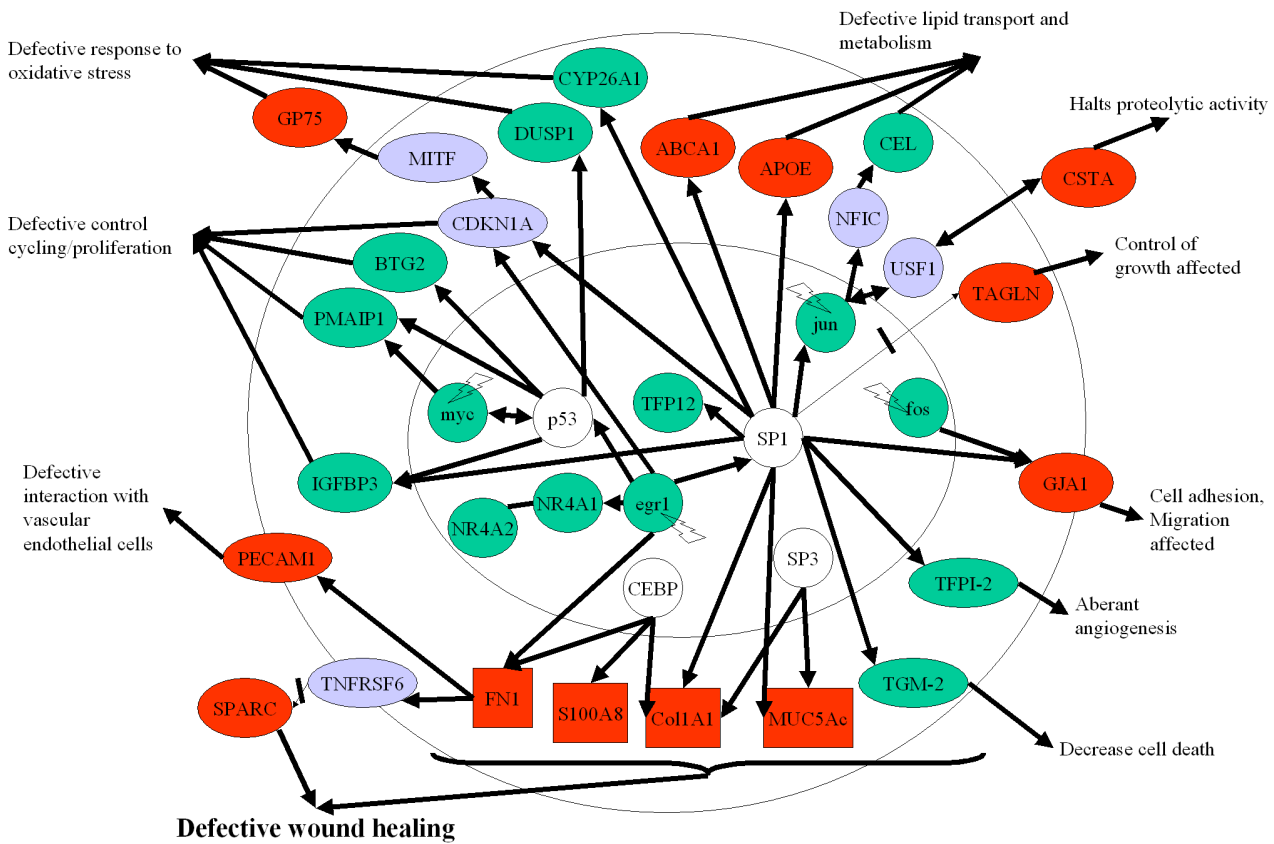 Defective lipid transport and
metabolism
Defective response to
oxidative stress
CYP26A1
GP75
DUSP1
Halts proteolytic activity
MITF
ABCA1
APOE
CEL
CSTA
Defective control
cycling/proliferation
CDKN1A
NFIC
BTG2
USF1
Control of
growth affected
TAGLN
PMAIP1
jun
myc
p53
TFP12
SP1
fos
IGFBP3
GJA1
Defective
interaction with
vascular
endothelial cells
NR4A2
NR4A1
egr1
Cell adhesion,
Migration
affected
PECAM1
CEBP
SP3
TFPI-2
Aberant
angiogenesis
TNFRSF6
SPARC
FN1
S100A8
Col1A1
MUC5Ac
TGM-2
Decrease cell death
Defective wound healing